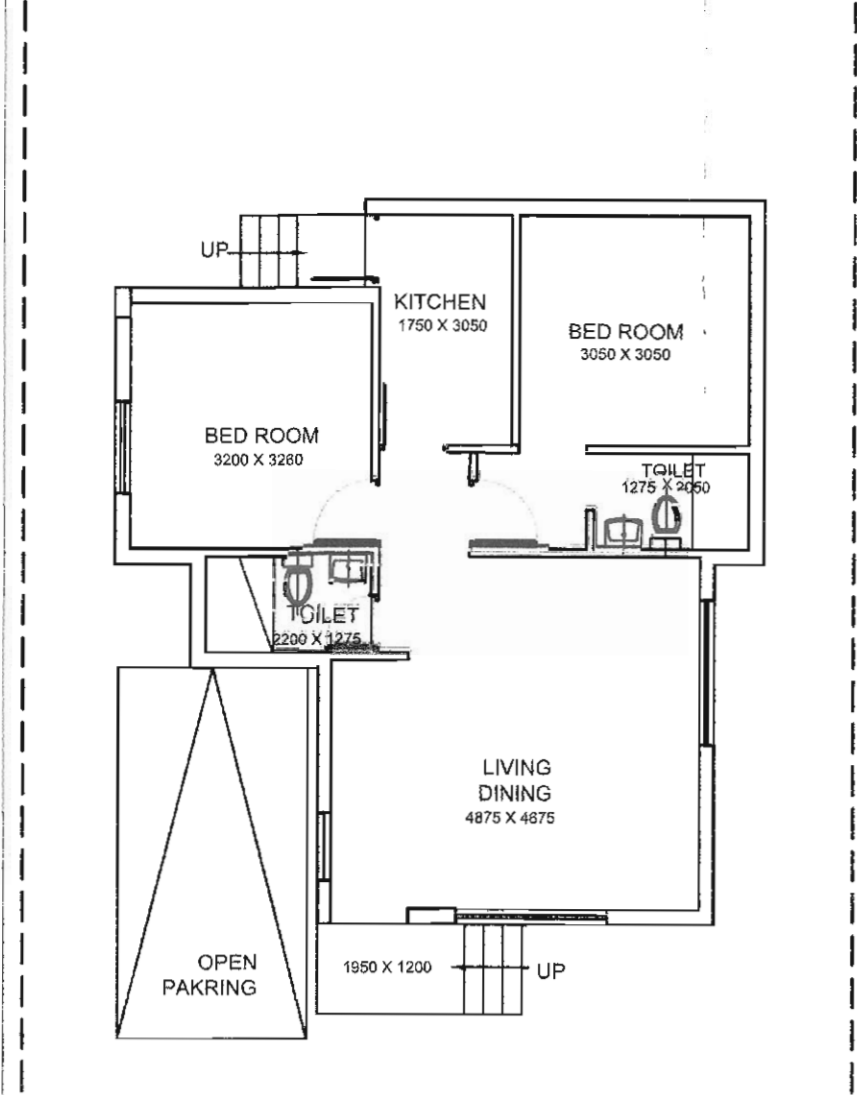 UP
KITCHEN
1750 X 3050
BED ROOM
3050 X 3050
BED ROOM
3200 X 3260
TOILET
1275 X 2050
TOILET
2200 X 1275
LIVING
DINING
4875 X 4675
OPEN
PAKRING
1950 X 1200
UP